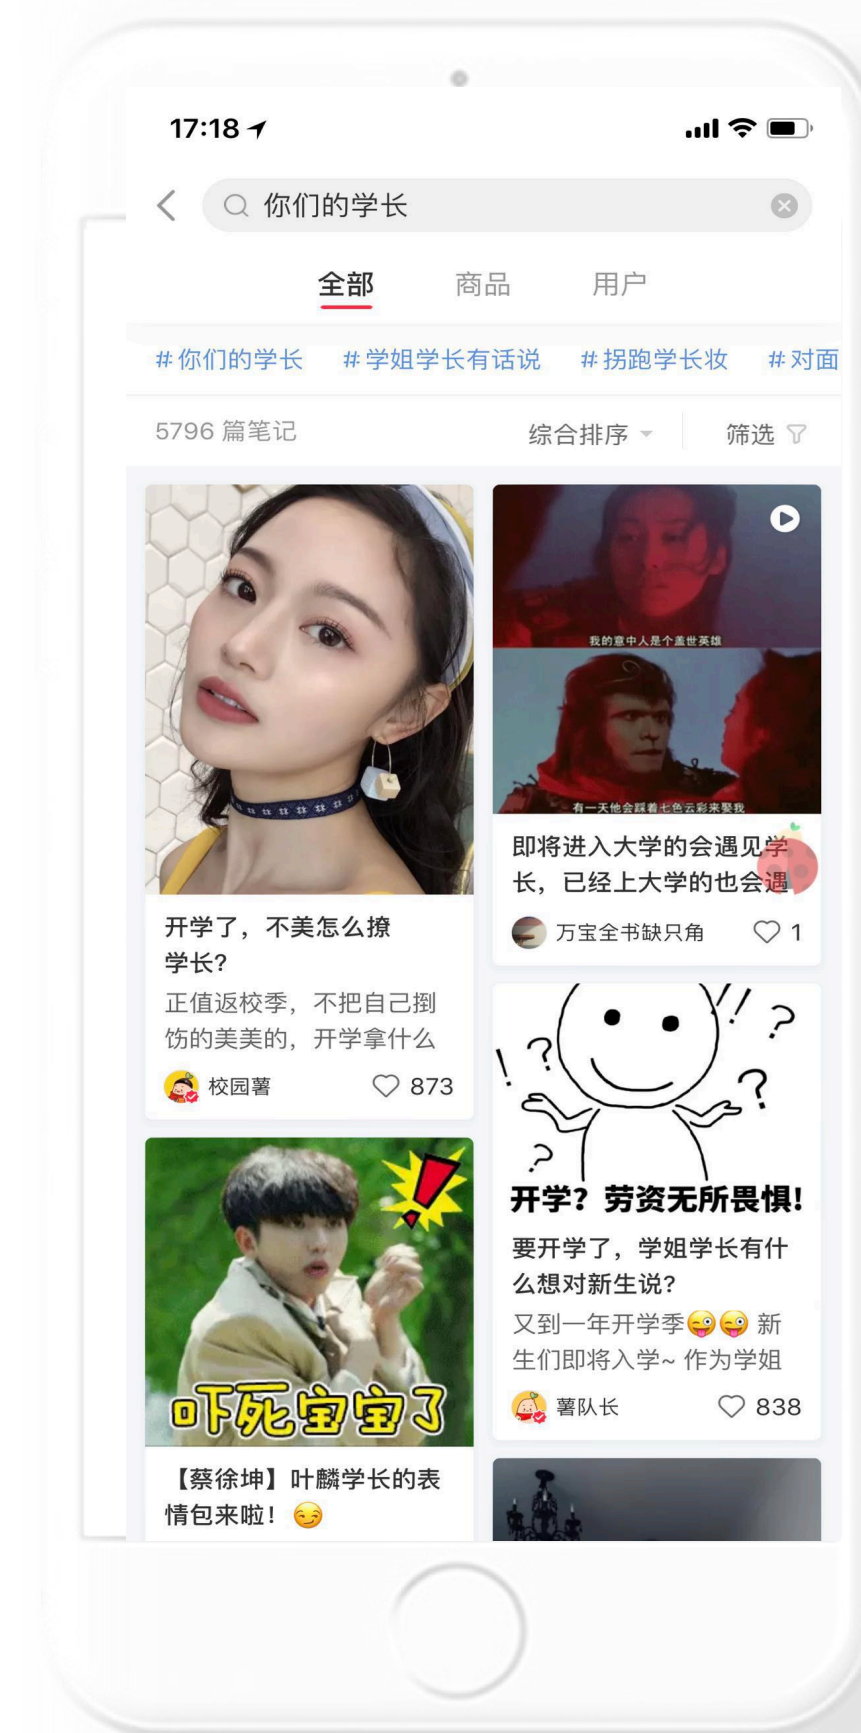 17:18
你们的学长
全部 商品 用户
#你们的学长 #学姐学长有话说 #拐跑学长妆 #对面
5796 篇笔记 综合排序 筛选
开学了，不美怎么撩
学长?
正值返校季，不把自己捯
饬的美美的，开学拿什么
校园薯 873
我的意中人是个盖世英雄
有一天他会踩着七色云彩来娶我
即将进入大学的会遇见学
长，已经上大学的也会遇
万宝全书缺只角 1
!! ?
! ? ?
?
开学? 劳资无所畏惧!
要开学了，学姐学长有什
么想对新生说?
又到一年开学季😜😜 新
生们即将入学~ 作为学姐
薯队长 838
吓死宝宝了
【蔡徐坤】叶麟学长的表
情包来啦! 😏